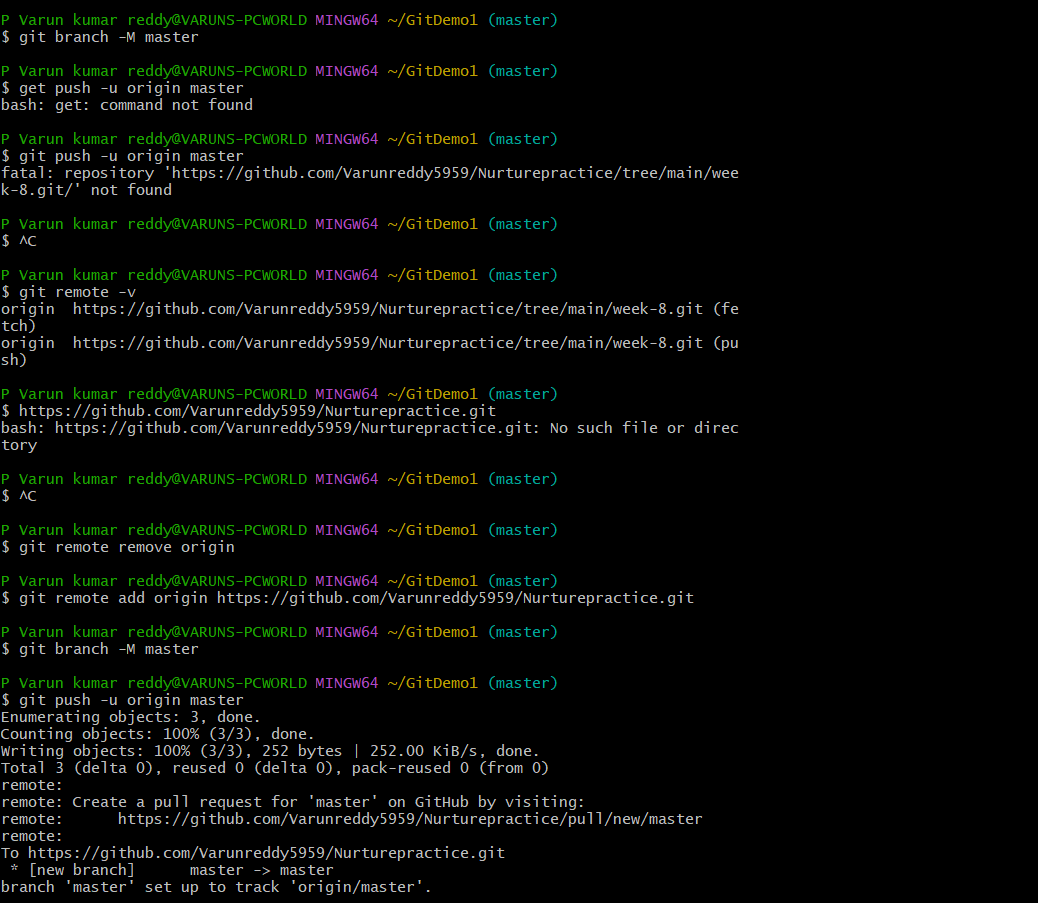 P Varun kumar reddy@VARUNS-PCWORLD MINGW64 ~/GitDemo1 (master)
$ git branch -M master
P Varun kumar reddy@VARUNS-PCWORLD MINGW64 ~/GitDemo1 (master)
$ get push -u origin master
bash: get: command not found
P Varun kumar reddy@VARUNS-PCWORLD MINGW64 ~/GitDemo1 (master)
$ git push -u origin master
fatal: repository 'https://github.com/Varunreddy5959/Nurturepractice/tree/main/wee
k-8.git/' not found
P Varun kumar reddy@VARUNS-PCWORLD MINGW64 ~/GitDemo1 (master)
$ ^C
P Varun kumar reddy@VARUNS-PCWORLD MINGW64 ~/GitDemo1 (master)
$ git remote -v
origin  https://github.com/Varunreddy5959/Nurturepractice/tree/main/week-8.git (fe
tch)
origin  https://github.com/Varunreddy5959/Nurturepractice/tree/main/week-8.git (pu
sh)
P Varun kumar reddy@VARUNS-PCWORLD MINGW64 ~/GitDemo1 (master)
$ https://github.com/Varunreddy5959/Nurturepractice.git
bash: https://github.com/Varunreddy5959/Nurturepractice.git: No such file or direc
tory
P Varun kumar reddy@VARUNS-PCWORLD MINGW64 ~/GitDemo1 (master)
$ ^C
P Varun kumar reddy@VARUNS-PCWORLD MINGW64 ~/GitDemo1 (master)
$ git remote remove origin
P Varun kumar reddy@VARUNS-PCWORLD MINGW64 ~/GitDemo1 (master)
$ git remote add origin https://github.com/Varunreddy5959/Nurturepractice.git
P Varun kumar reddy@VARUNS-PCWORLD MINGW64 ~/GitDemo1 (master)
$ git branch -M master
P Varun kumar reddy@VARUNS-PCWORLD MINGW64 ~/GitDemo1 (master)
$ git push -u origin master
Enumerating objects: 3, done.
Counting objects: 100% (3/3), done.
Writing objects: 100% (3/3), 252 bytes | 252.00 KiB/s, done.
Total 3 (delta 0), reused 0 (delta 0), pack-reused 0 (from 0)
remote:
remote: Create a pull request for 'master' on GitHub by visiting:
remote:      https://github.com/Varunreddy5959/Nurturepractice/pull/new/master
remote:
To https://github.com/Varunreddy5959/Nurturepractice.git
 * [new branch]      master -> master
branch 'master' set up to track 'origin/master'.